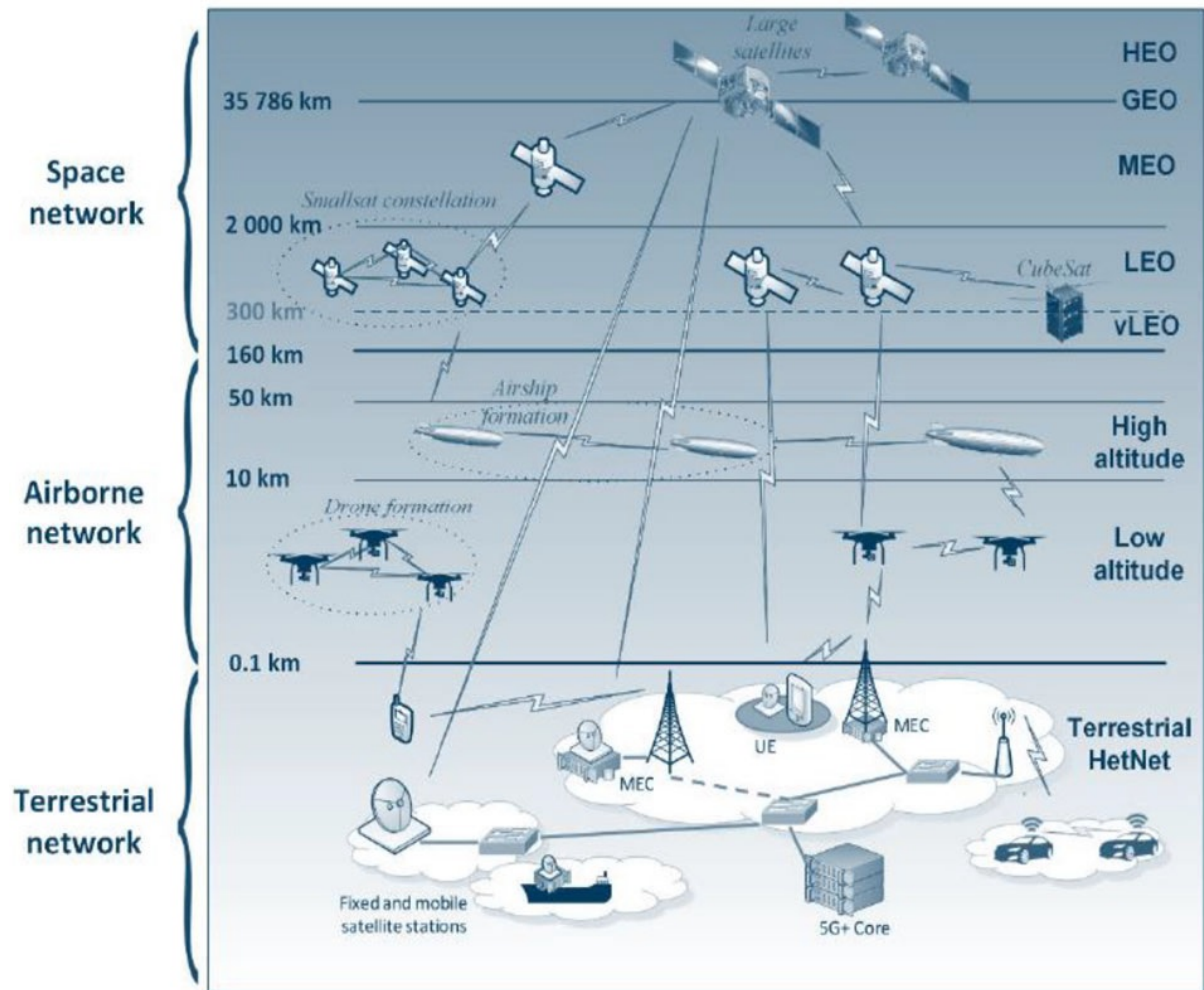 Large
satellites
HEO
35 786 km
GEO
Space
network
MEO
Smallsat constellation
2 000 km
LEO
CubeSat
300 km
vLEO
160 km
50 km
Airship
formation
High
altitude
10 km
Airborne
network
Drone formation
Low
altitude
0.1 km
UE
MEC
Terrestrial
HetNet
MEC
Terrestrial
network
Fixed and mobile
satellite stations
5G+ Core